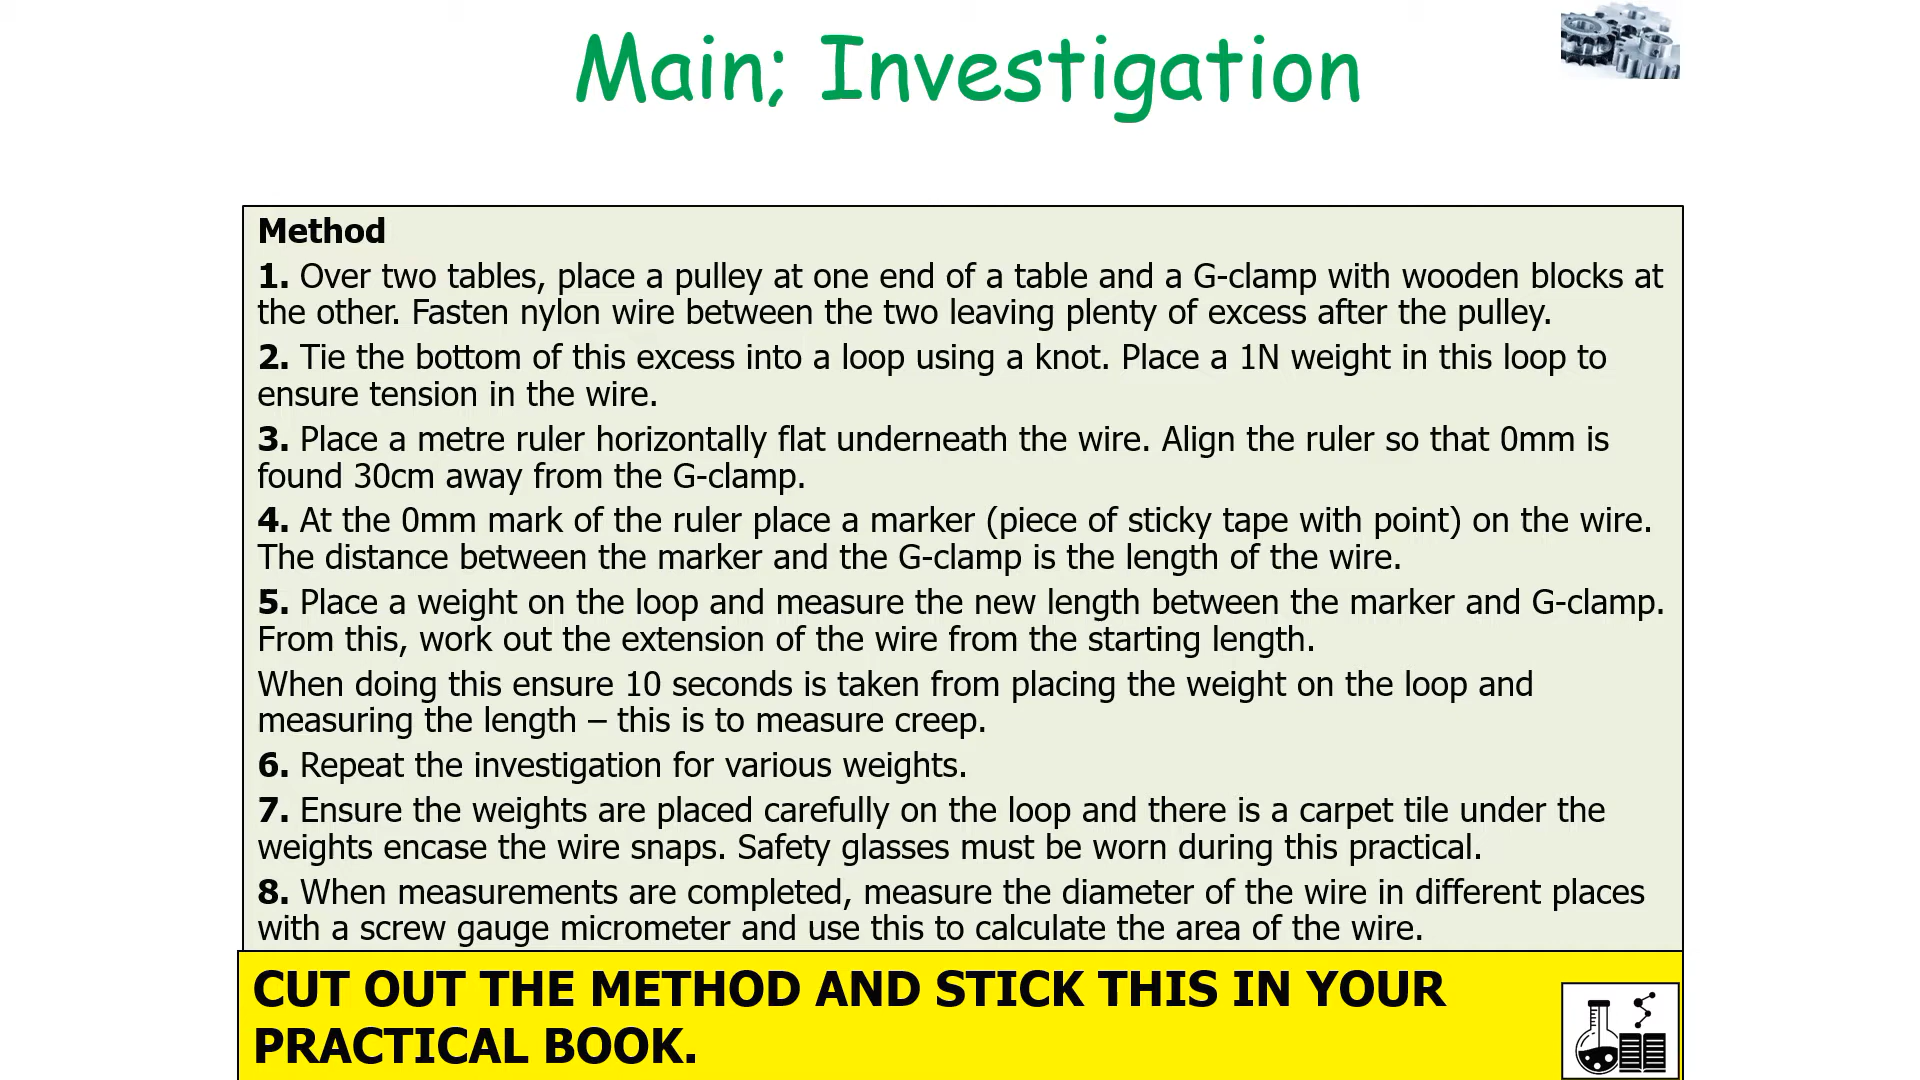 Main; Investigation
Method
1. Over two tables, place a pulley at one end of a table and a G-clamp with wooden blocks at
the other. Fasten nylon wire between the two leaving plenty of excess after the pulley.
2. Tie the bottom of this excess into a loop using a knot. Place a 1N weight in this loop to
ensure tension in the wire.
3. Place a metre ruler horizontally flat underneath the wire. Align the ruler so that 0mm is
found 30cm away from the G-clamp.
4. At the 0mm mark of the ruler place a marker (piece of sticky tape with point) on the wire.
The distance between the marker and the G-clamp is the length of the wire.
5. Place a weight on the loop and measure the new length between the marker and G-clamp.
From this, work out the extension of the wire from the starting length.
When doing this ensure 10 seconds is taken from placing the weight on the loop and
measuring the length – this is to measure creep.
6. Repeat the investigation for various weights.
7. Ensure the weights are placed carefully on the loop and there is a carpet tile under the
weights encase the wire snaps. Safety glasses must be worn during this practical.
8. When measurements are completed, measure the diameter of the wire in different places
with a screw gauge micrometer and use this to calculate the area of the wire.
CUT OUT THE METHOD AND STICK THIS IN YOUR
PRACTICAL BOOK.